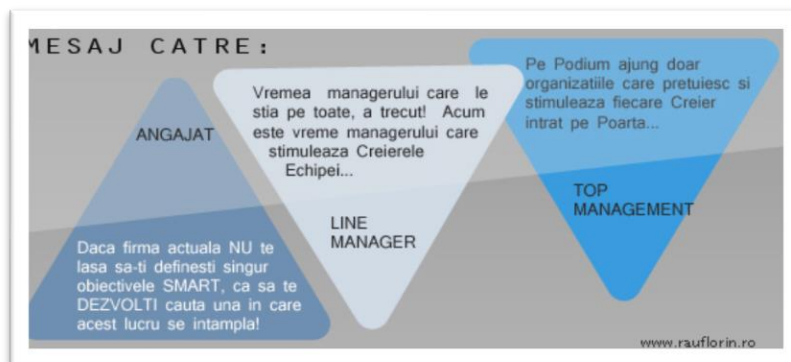 MESAJ CATRE:
ANGAJAT
Daca firma actuala NU te
lasa sa-ti definesti singur
obiectivele SMART, ca sa te
DEZVOLTI cauta una in care
acest lucru se intampla!
Vremea managerului care le
stia pe toate, a trecut! Acum
este vreme managerului care
stimuleaza Creierele
Echipei...
LINE
MANAGER
Pe Podium ajung doar
organizatiile care pretuiesc si
stimuleaza fiecare Creier
intrat pe Poarta...
TOP
MANAGEMENT
www.rauflorin.ro